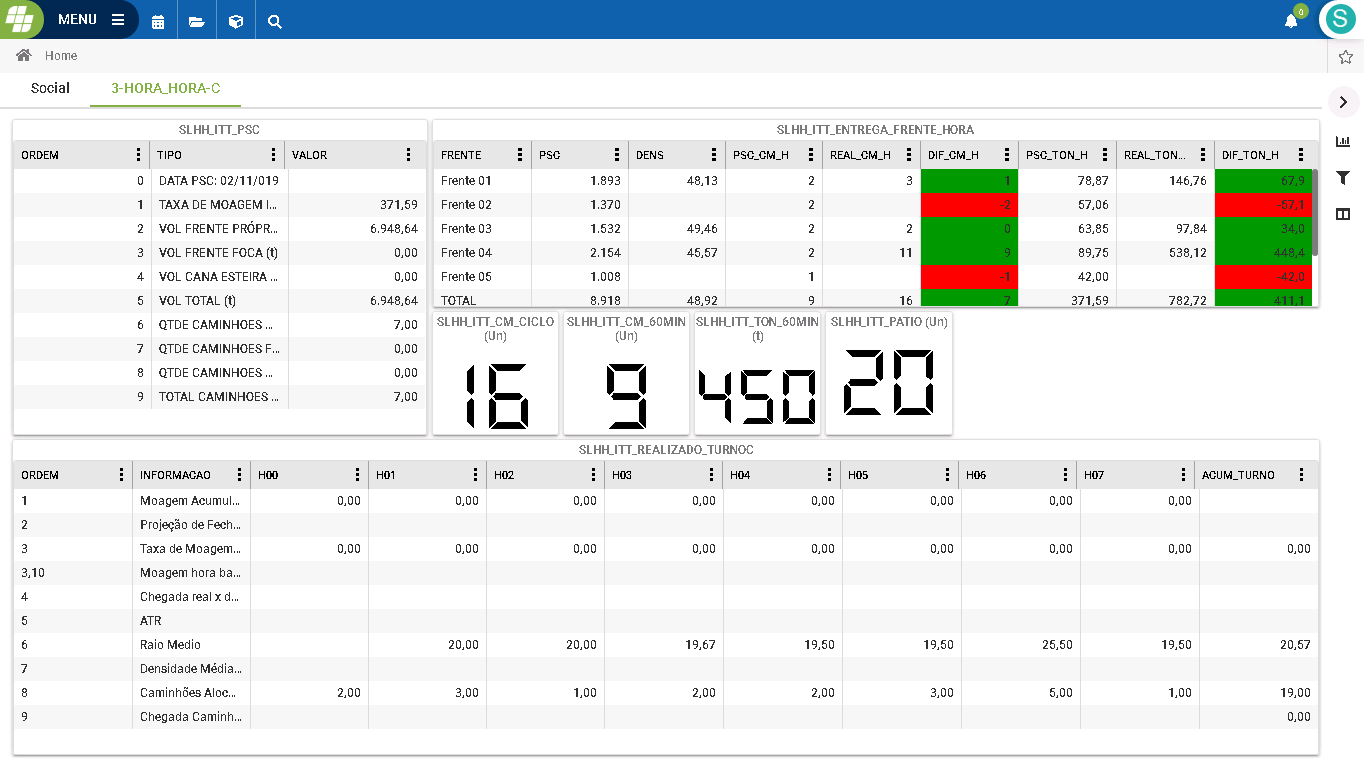 MENU
0
S
Home
Social 3-HORA_HORA-C
SLHH_ITT_PSC
ORDEM TIPO VALOR
0 DATA PSC: 02/11/019
1 TAXA DE MOAGEM I... 371,59
2 VOL FRENTE PRÓPR... 6.948,64
3 VOL FRENTE FOCA (t) 0,00
4 VOL CANA ESTEIRA ... 0,00
5 VOL TOTAL (t) 6.948,64
6 QTDE CAMINHOES ... 7,00
7 QTDE CAMINHOES F... 0,00
8 QTDE CAMINHOES ... 0,00
9 TOTAL CAMINHOES ... 7,00
SLHH_ITT_ENTREGA_FRENTE_HORA
FRENTE PSC DENS PSC_CM_H REAL_CM_H DIF_CM_H PSC_TON_H REAL_TON... DIF_TON_H
Frente 01 1.893 48,13 2 3 1 78,87 146,76 67,9
Frente 02 1.370 2 -2 57,06 -57,1
Frente 03 1.532 49,46 2 2 0 63,85 97,84 34,0
Frente 04 2.154 45,57 2 11 9 89,75 538,12 448,4
Frente 05 1.008 1 -1 42,00 -42,0
TOTAL 8.918 48,92 9 16 7 371,59 782,72 411,1
SLHH_ITT_CM_CICLO
(Un)
16
SLHH_ITT_CM_60MIN
(Un)
9
SLHH_ITT_TON_60MIN
(t)
450
SLHH_ITT_PATIO (Un)
20
SLHH_ITT_REALIZADO_TURNOC
ORDEM INFORMACAO H00 H01 H02 H03 H04 H05 H06 H07 ACUM_TURNO
1 Moagem Acumul... 0,00 0,00 0,00 0,00 0,00 0,00 0,00 0,00
2 Projeção de Fech...
3 Taxa de Moagem... 0,00 0,00 0,00 0,00 0,00 0,00 0,00 0,00 0,00
3,10 Moagem hora ba...
4 Chegada real x d...
5 ATR
6 Raio Medio 20,00 20,00 19,67 19,50 19,50 25,50 19,50 20,57
7 Densidade Média...
8 Caminhões Aloc... 2,00 3,00 1,00 2,00 2,00 3,00 5,00 1,00 19,00
9 Chegada Caminh... 0,00